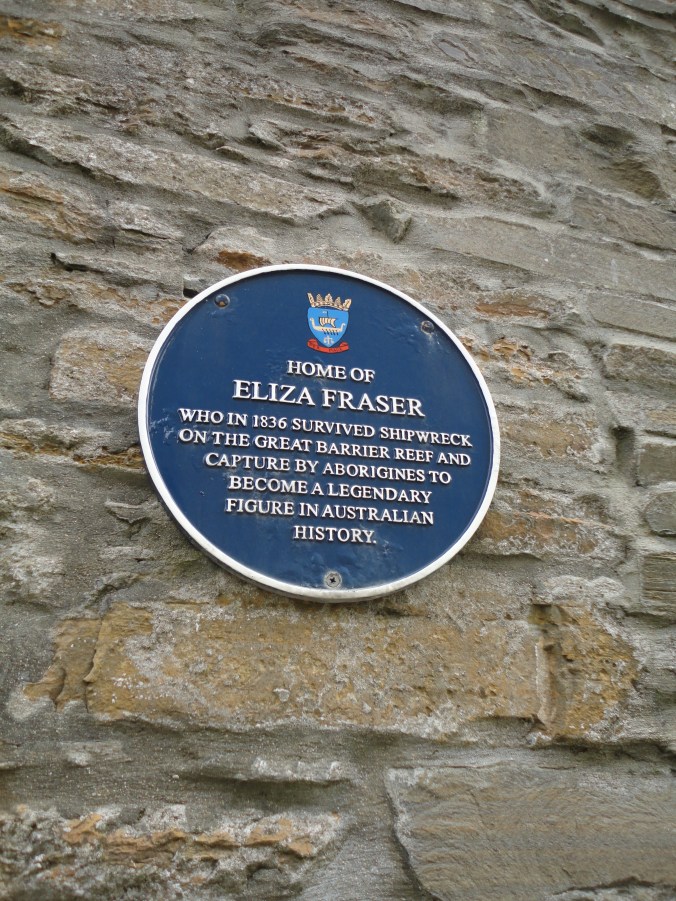 HOME OF
ELIZA FRASER
WHO IN 1836 SURVIVED SHIPWRECK
ON THE GREAT BARRIER REEF AND
CAPTURE BY ABORIGINES TO
BECOME A LEGENDARY
FIGURE IN AUSTRALIAN
HISTORY.